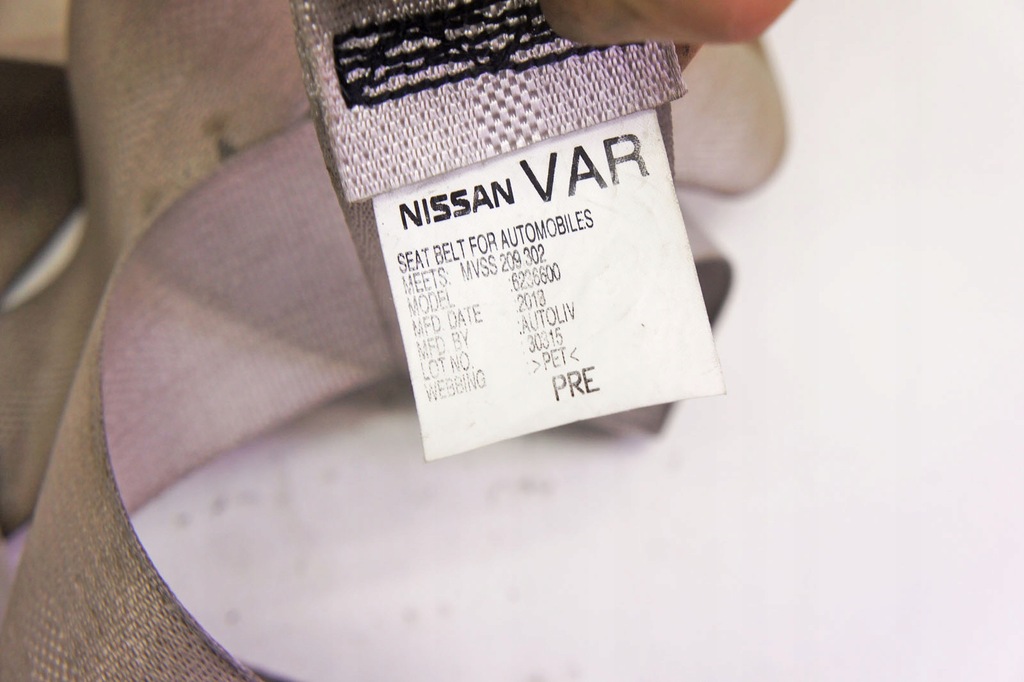 NISSAN VAR
SEAT BELT FOR AUTOMOBILES
MEETS: MVSS 209 302
MODEL :6236600
MFD. DATE :2013
MFD BY :AUTOLIV
LOT NO. :30315
WEBBING :>PET<
PRE